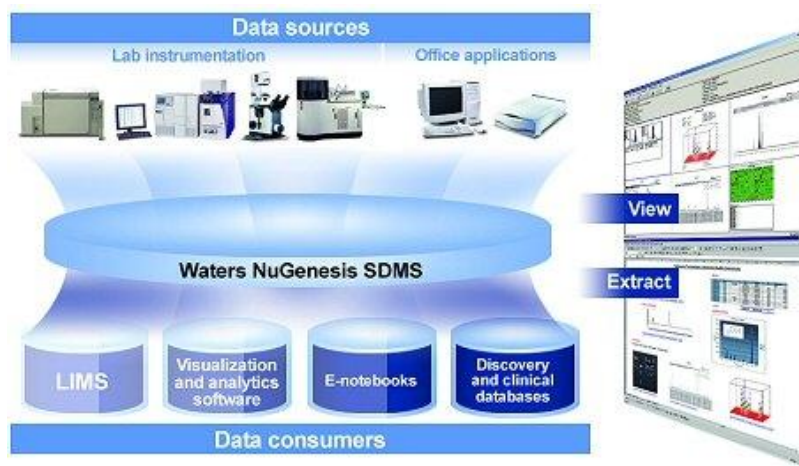 Data sources
Lab instrumentation
Office applications
View
Waters NuGenesis SDMS
Extract
LIMS
Visualization
and analytics
software
E-notebooks
Discovery
and clinical
databases
Data consumers